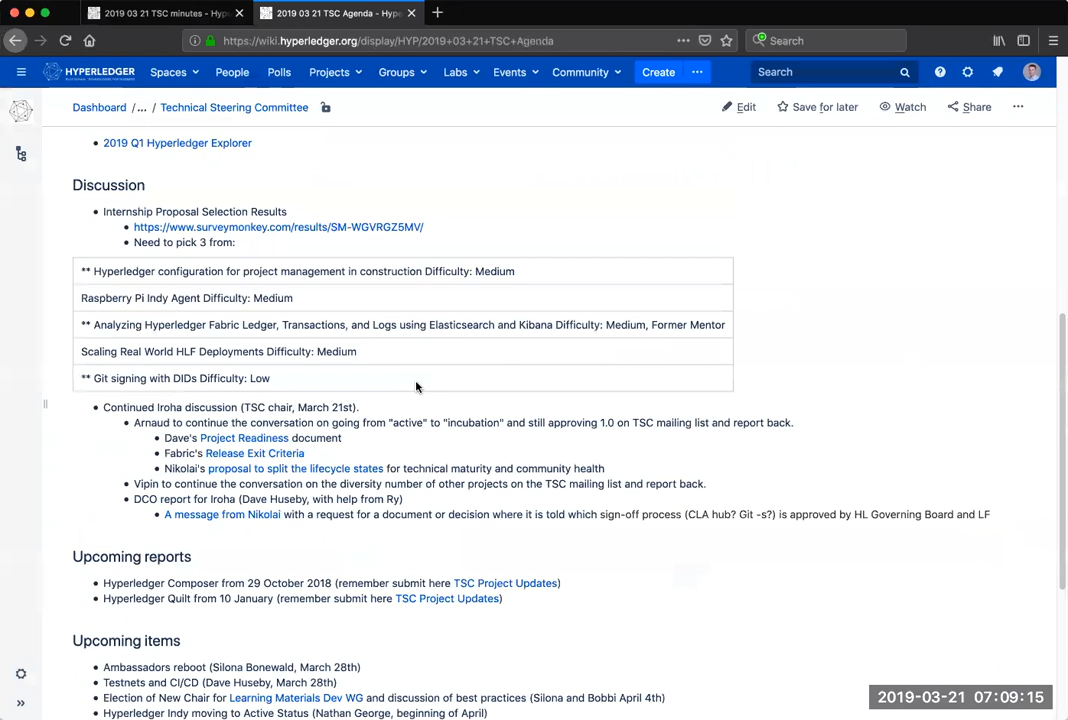 2019 03 21 TSC minutes - Hyp
2019 03 21 TSC Agenda - Hype
https://wiki.hyperledger.org/display/HYP/2019+03+21+TSC+Agenda
Search
HYPERLEDGER
Spaces
People
Polls
Projects
Groups
Labs
Events
Community
Create
Search
Dashboard / ... / Technical Steering Committee
Edit
Save for later
Watch
Share
2019 Q1 Hyperledger Explorer
Discussion
Internship Proposal Selection Results
https://www.surveymonkey.com/results/SM-WGVRGZ5MV/
Need to pick 3 from:
** Hyperledger configuration for project management in construction Difficulty: Medium
Raspberry Pi Indy Agent Difficulty: Medium
** Analyzing Hyperledger Fabric Ledger, Transactions, and Logs using Elasticsearch and Kibana Difficulty: Medium, Former Mentor
Scaling Real World HLF Deployments Difficulty: Medium
** Git signing with DIDs Difficulty: Low
Continued Iroha discussion (TSC chair, March 21st).
Arnaud to continue the conversation on going from "active" to "incubation" and still approving 1.0 on TSC mailing list and report back.
Dave's Project Readiness document
Fabric's Release Exit Criteria
Nikolai's proposal to split the lifecycle states for technical maturity and community health
Vipin to continue the conversation on the diversity number of other projects on the TSC mailing list and report back.
DCO report for Iroha (Dave Huseby, with help from Ry)
A message from Nikolai with a request for a document or decision where it is told which sign-off process (CLA hub? Git -s?) is approved by HL Governing Board and LF
Upcoming reports
Hyperledger Composer from 29 October 2018 (remember submit here TSC Project Updates)
Hyperledger Quilt from 10 January (remember submit here TSC Project Updates)
Upcoming items
Ambassadors reboot (Silona Bonewald, March 28th)
Testnets and CI/CD (Dave Huseby, March 28th)
Election of New Chair for Learning Materials Dev WG and discussion of best practices (Silona and Bobbi April 4th)
Hyperledger Indy moving to Active Status (Nathan George, beginning of April)
2019-03-21 07:09:15